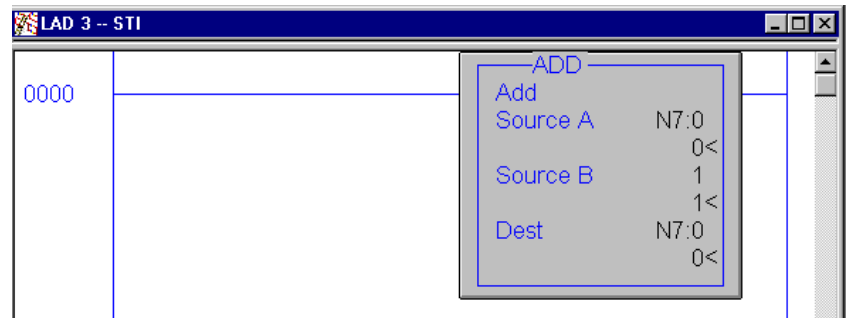 LAD 3 -- STI
ADD
0000
Add
Source A N7:0
0<
Source B 1
1<
Dest N7:0
0<